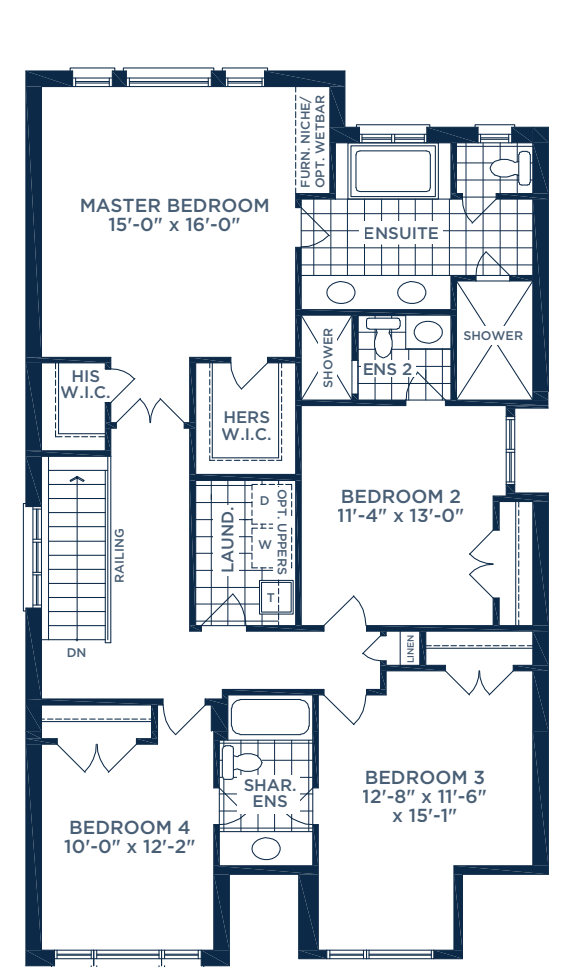 FURN. NICHE/
OPT. WETBAR
MASTER BEDROOM
15'-0" x 16'-0"
ENSUITE
SHOWER
SHOWER
ENS 2
HIS
W.I.C.
HERS
W.I.C.
BEDROOM 2
11'-4" x 13'-0"
RAILING
LAUND.
D
W
OPT. UPPERS
T
DN
LINEN
SHAR.
ENS
BEDROOM 3
12'-8" x 11'-6"
x 15'-1"
BEDROOM 4
10'-0" x 12'-2"